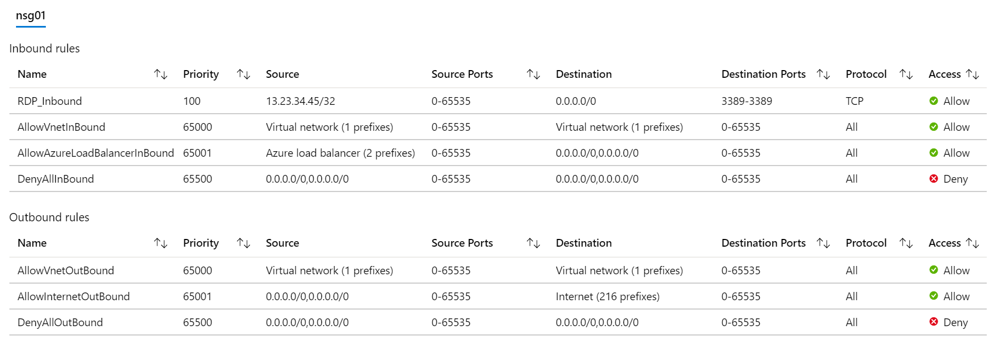 nsg01
Inbound rules
Name Priority Source Source Ports Destination Destination Ports Protocol Access
RDP_Inbound 100 13.23.34.45/32 0-65535 0.0.0.0/0 3389-3389 TCP Allow
AllowVnetInBound 65000 Virtual network (1 prefixes) 0-65535 Virtual network (1 prefixes) 0-65535 All Allow
AllowAzureLoadBalancerInBound 65001 Azure load balancer (2 prefixes) 0-65535 0.0.0.0/0,0.0.0.0/0 0-65535 All Allow
DenyAllInBound 65500 0.0.0.0/0,0.0.0.0/0 0-65535 0.0.0.0/0,0.0.0.0/0 0-65535 All Deny
Outbound rules
Name Priority Source Source Ports Destination Destination Ports Protocol Access
AllowVnetOutBound 65000 Virtual network (1 prefixes) 0-65535 Virtual network (1 prefixes) 0-65535 All Allow
AllowInternetOutBound 65001 0.0.0.0/0,0.0.0.0/0 0-65535 Internet (216 prefixes) 0-65535 All Allow
DenyAllOutBound 65500 0.0.0.0/0,0.0.0.0/0 0-65535 0.0.0.0/0,0.0.0.0/0 0-65535 All Deny